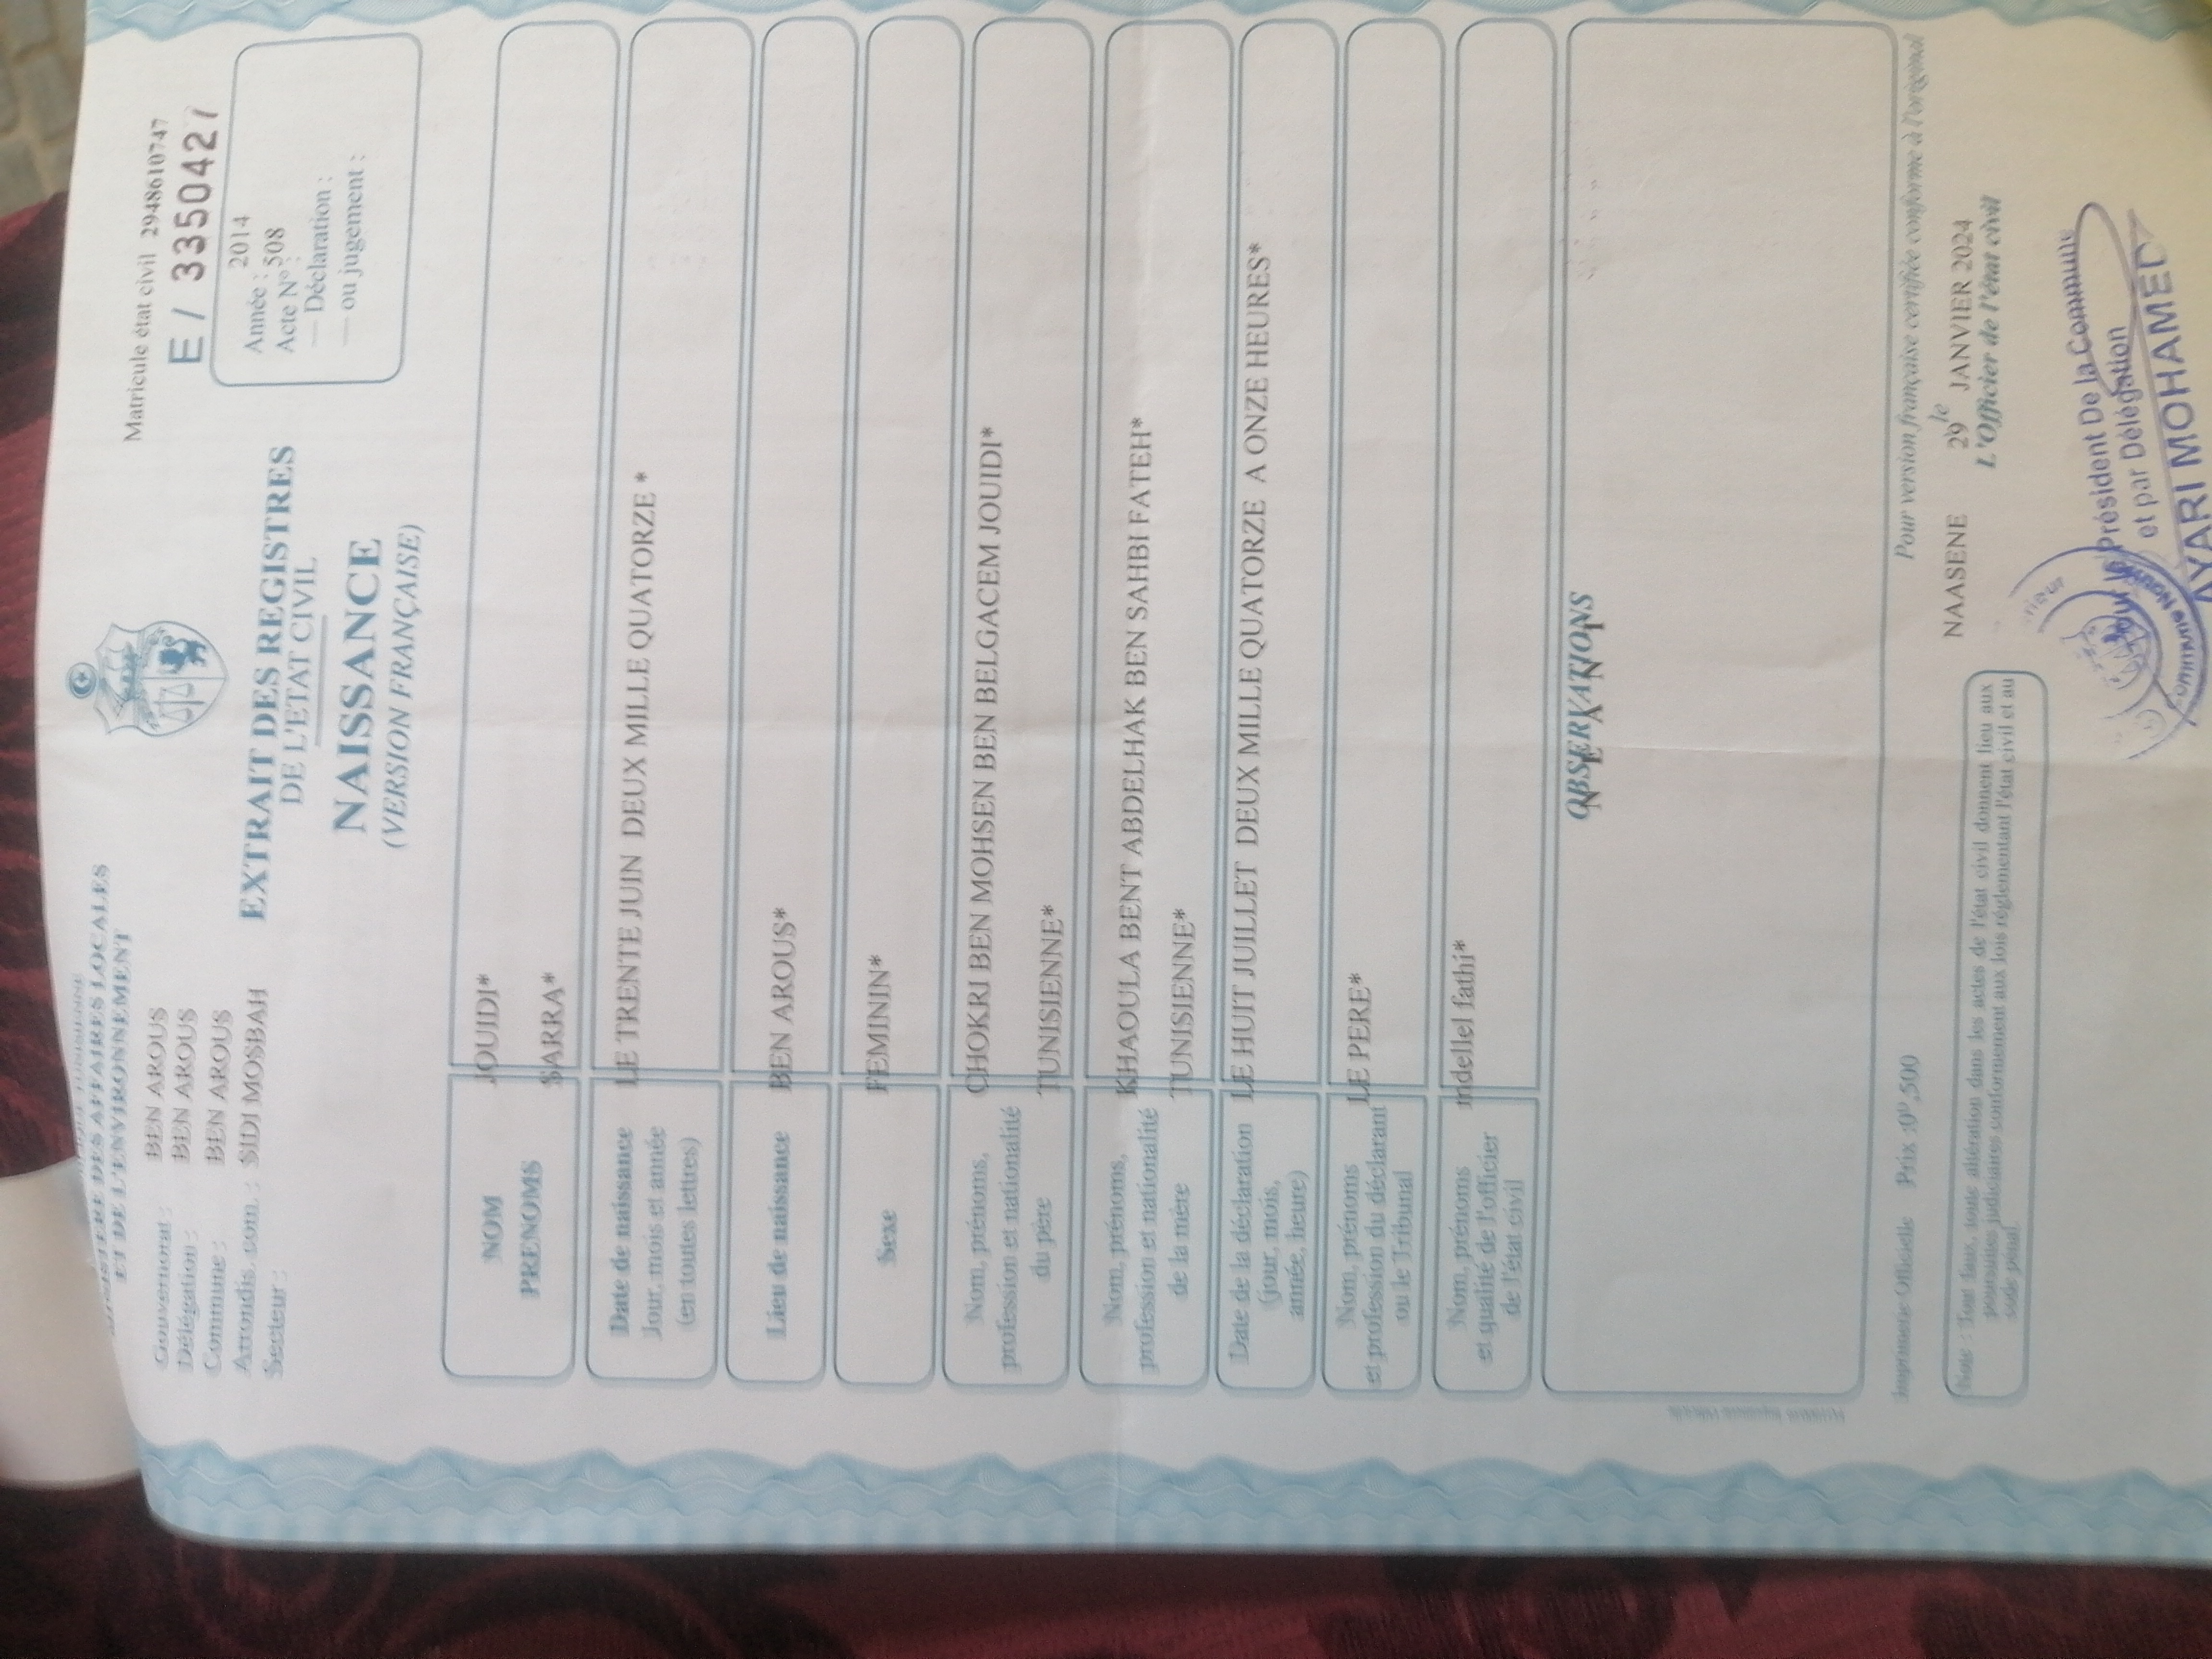 MINISTERE DES AFFAIRES LOCALES
ET DE L'ENVIRONNEMENT
Gouvernorat : BEN AROUS
Délégation : BEN AROUS
Commune : BEN AROUS
Arrondis. com. : SIDI MOSBAH
Secteur :
Matricule état civil 2948610747
E / 335042
Année : 2014
Acte N° : 508
— Déclaration :
— ou jugement :
EXTRAIT DES REGISTRES
DE L'ETAT CIVIL
NAISSANCE
(VERSION FRANÇAISE)
NOM JOUIDI*
PRENOMS SARRA*
Date de naissance LE TRENTE JUIN DEUX MILLE QUATORZE *
Jour, mois et année
(en toutes lettres)
Lieu de naissance BEN AROUS*
Sexe FEMININ*
Nom, prénoms, CHOKRI BEN MOHSEN BEN BELGACEM JOUIDI*
profession et nationalité
du père TUNISIENNE*
Nom, prénoms, KHAOULA BENT ABDELHAK BEN SAHBI FATEH*
profession et nationalité
de la mère TUNISIENNE*
Date de la déclaration LE HUIT JUILLET DEUX MILLE QUATORZE A ONZE HEURES*
(jour, mois,
année, heure)
Nom, prénoms LE PERE*
et profession du déclarant
ou le Tribunal
Nom, prénoms indellel fathi*
et qualité de l'officier
de l'état civil
OBSERVATIONS
N E A N T
Imprimerie Officielle Prix : 0D,500
Pour version française certifiée conforme à l'original
NAASENE le 29 JANVIER 2024
L'Officier de l'état civil
Note : Tout faux, toute altération dans les actes de l'état civil donnent lieu aux
poursuites judiciaires conformément aux lois réglementant l'état civil et au
code pénal.
Pour le Président De la Commune
et par Délégation
AYARI MOHAMED